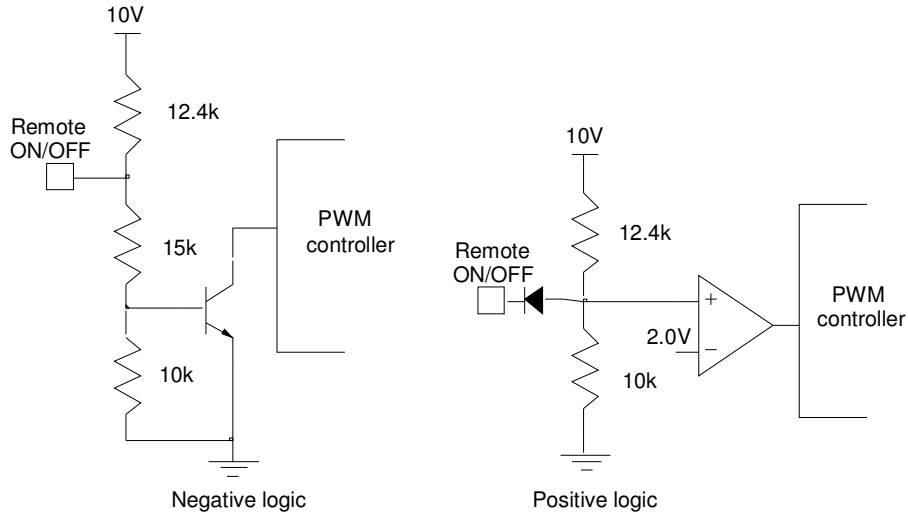 10V
12.4k
Remote
ON/OFF
15k
10k
PWM
controller
Negative logic
10V
12.4k
Remote
ON/OFF
2.0V
+
−
10k
PWM
controller
Positive logic